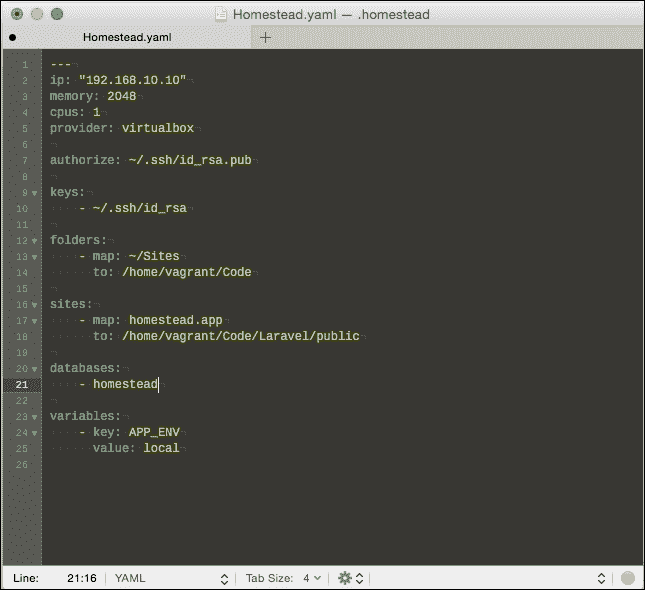 Homestead.yaml — .homestead
Homestead.yaml
1 ---
2 ip: "192.168.10.10"
3 memory: 2048
4 cpus: 1
5 provider: virtualbox
6
7 authorize: ~/.ssh/id_rsa.pub
8
9 keys:
10     - ~/.ssh/id_rsa
11
12 folders:
13     - map: ~/Sites
14       to: /home/vagrant/Code
15
16 sites:
17     - map: homestead.app
18       to: /home/vagrant/Code/Laravel/public
19
20 databases:
21     - homestead
22
23 variables:
24     - key: APP_ENV
25       value: local
26
Line: 21:16 YAML Tab Size: 4